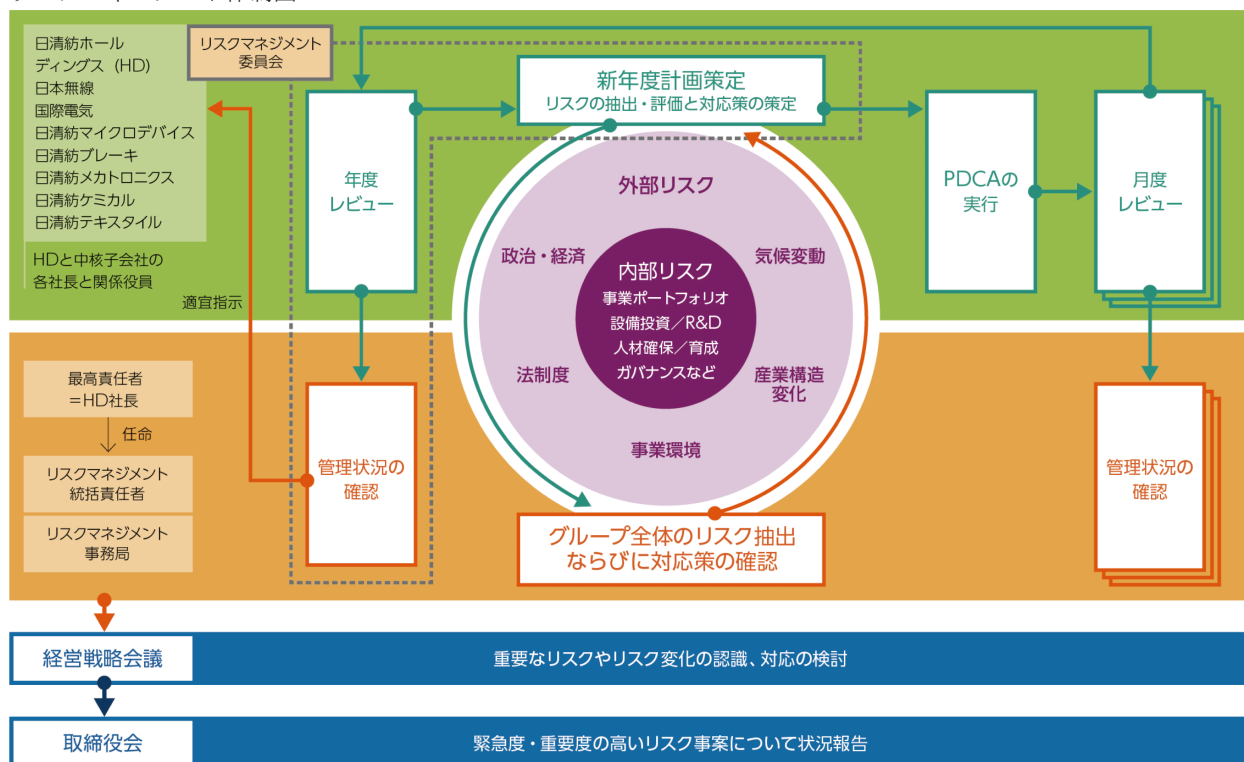 日清紡ホール
ディングス（HD）
日本無線
国際電気
日清紡マイクロデバイス
日清紡ブレーキ
日清紡メカトロニクス
日清紡ケミカル
日清紡テキスタイル
HDと中核子会社の
各社長と関係役員
リスクマネジメント
委員会
適宜指示
年度
レビュー
新年度計画策定
リスクの抽出・評価と対応策の策定
PDCAの
実行
月度
レビュー
外部リスク
政治・経済
気候変動
法制度
産業構造
変化
事業環境
内部リスク
事業ポートフォリオ
設備投資／R&D
人材確保／育成
ガバナンスなど
最高責任者
＝HD社長
任命
リスクマネジメント
統括責任者
リスクマネジメント
事務局
管理状況の
確認
グループ全体のリスク抽出
ならびに対応策の確認
管理状況の
確認
経営戦略会議
重要なリスクやリスク変化の認識、対応の検討
取締役会
緊急度・重要度の高いリスク事案について状況報告